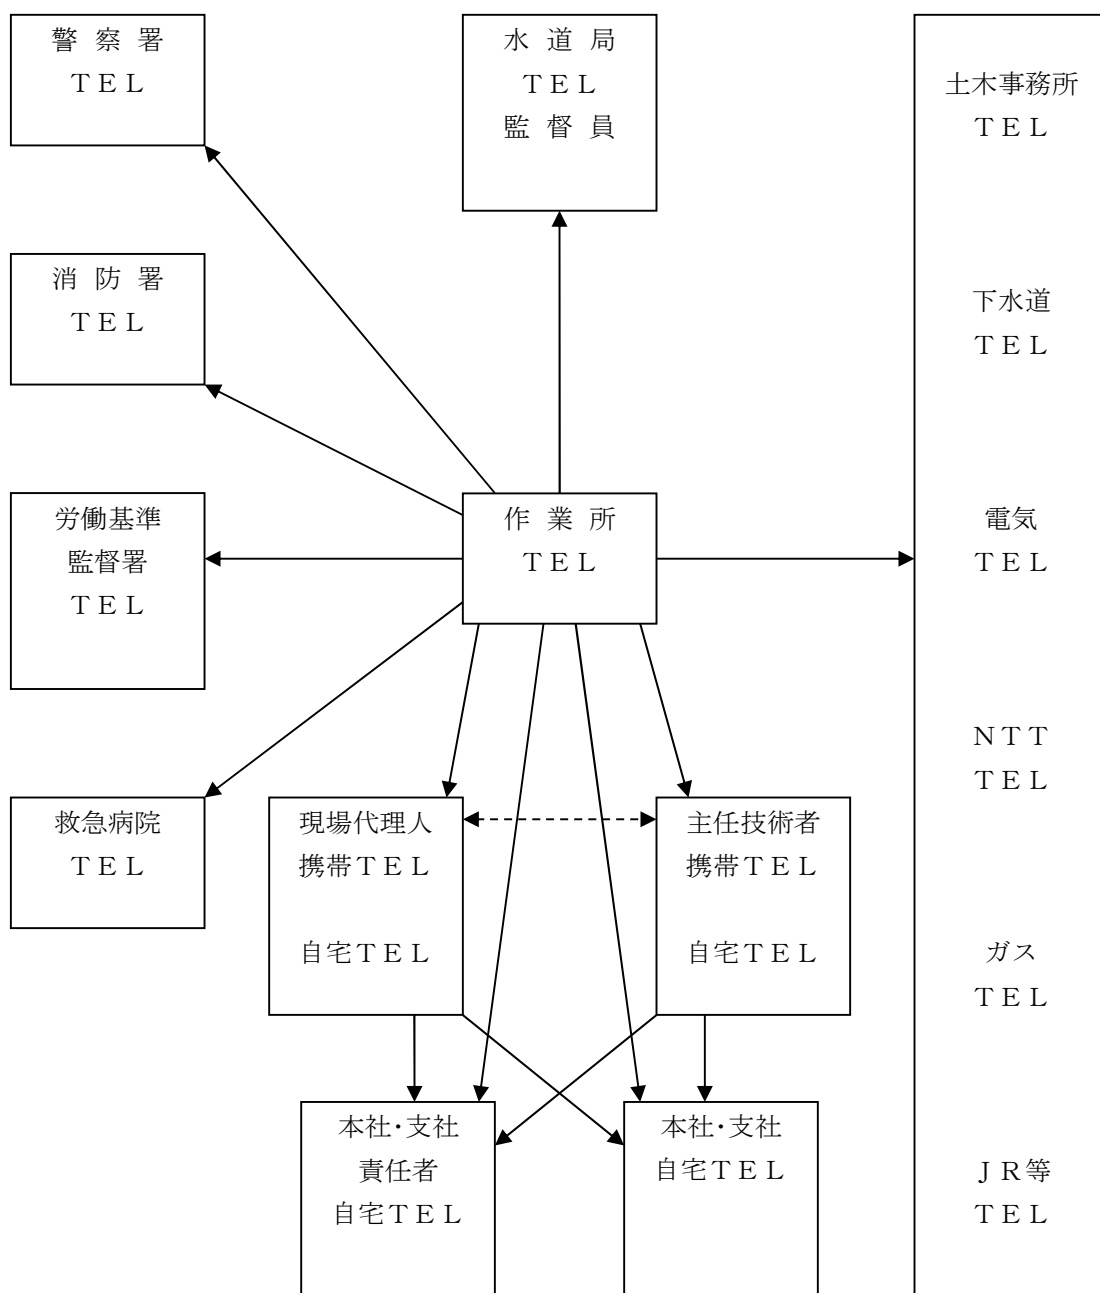 警察署
ＴＥＬ
水道局
ＴＥＬ
監督員
土木事務所
ＴＥＬ
消防署
ＴＥＬ
下水道
ＴＥＬ
労働基準
監督署
ＴＥＬ
作業所
ＴＥＬ
電気
ＴＥＬ
ＮＴＴ
ＴＥＬ
救急病院
ＴＥＬ
現場代理人
携帯ＴＥＬ
自宅ＴＥＬ
主任技術者
携帯ＴＥＬ
自宅ＴＥＬ
ガス
ＴＥＬ
本社・支社
責任者
自宅ＴＥＬ
本社・支社
自宅ＴＥＬ
ＪＲ等
ＴＥＬ